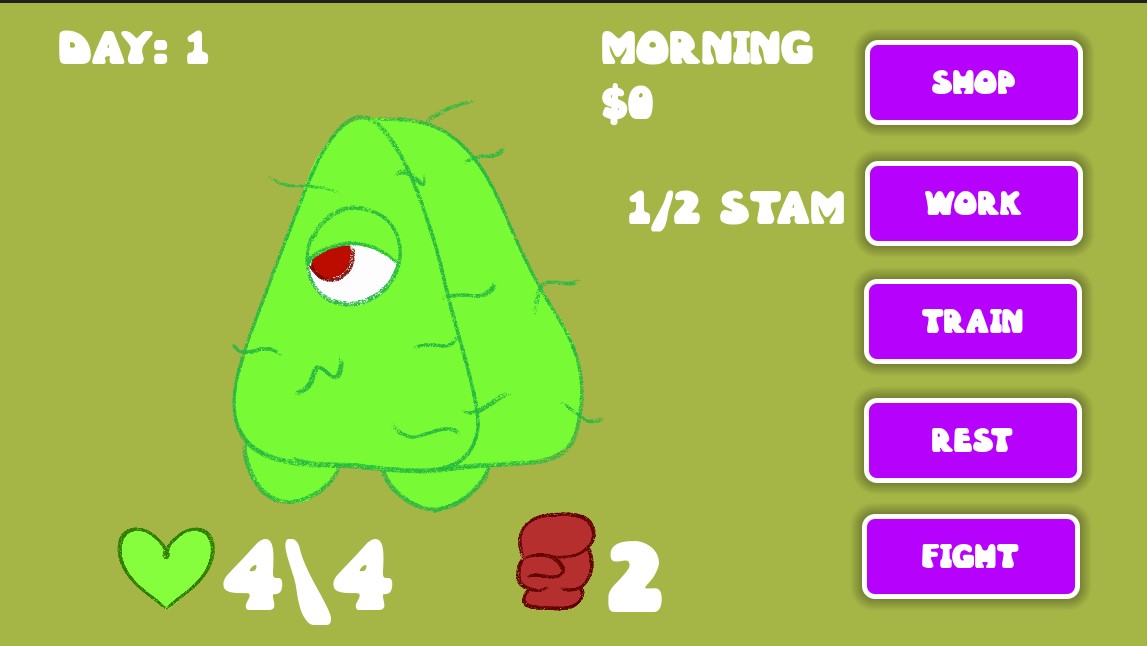 DAY: 1
MORNING
$0
SHOP
1/2 STAM
WORK
TRAIN
REST
FIGHT
4\4
2